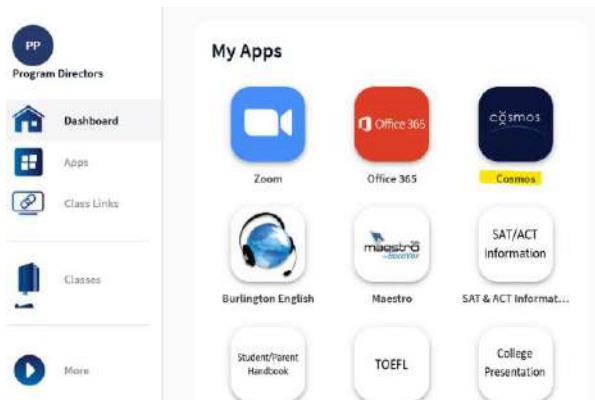 PP
Program Directors
Dashboard
Apps
Class Links
Classes
More
My Apps
Zoom
Office 365
Office 365
cosmos
Cosmos
Burlington English
maestro
Maestro
SAT/ACT
Information
SAT & ACT Informat...
Student/Parent
Handbook
TOEFL
College
Presentation